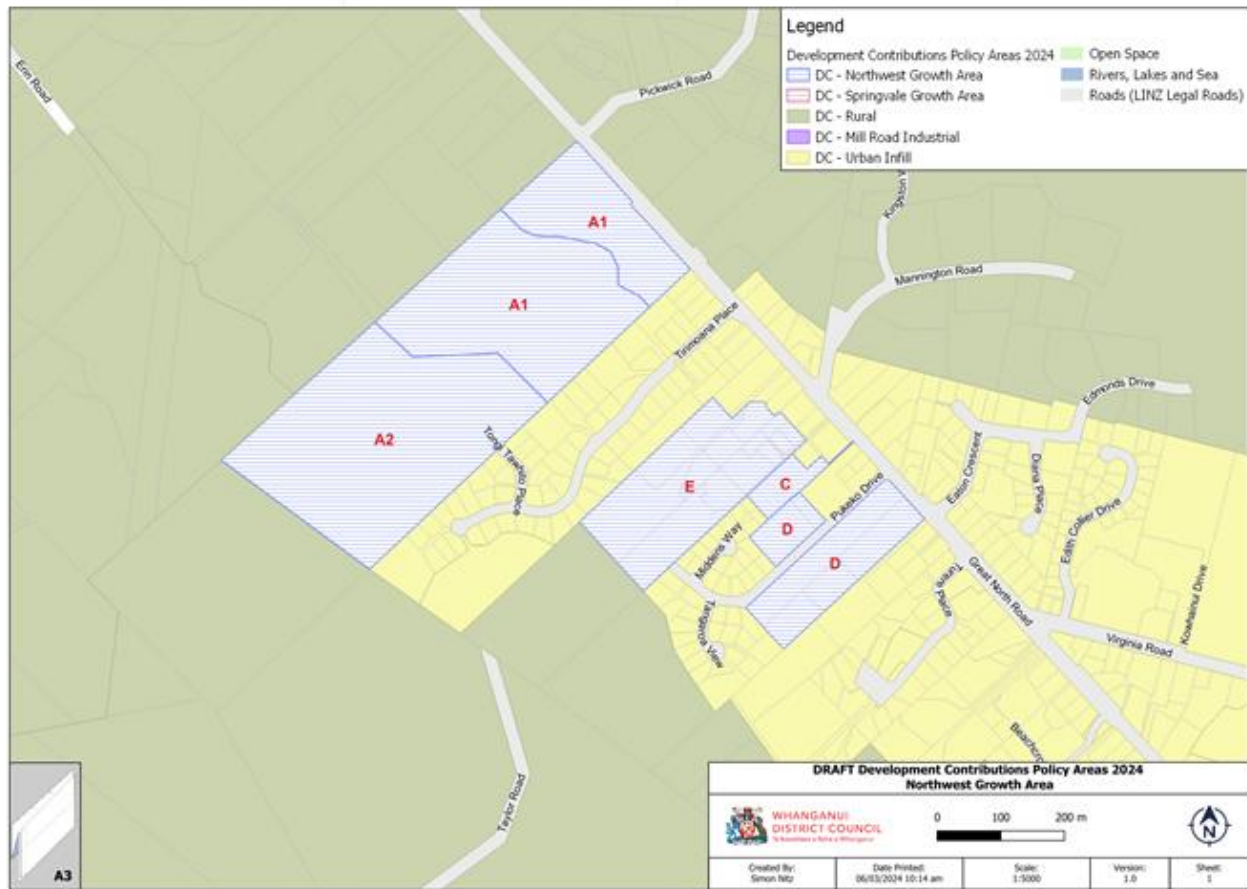 Legend
Development Contributions Policy Areas 2024
DC - Northwest Growth Area
DC - Springvale Growth Area
DC - Rural
DC - Mill Road Industrial
DC - Urban Infill
Open Space
Rivers, Lakes and Sea
Roads (LINZ Legal Roads)
Erin Road
Pickwick Road
Mannington Road
Kingston
A1
A1
A2
Tirimoana Place
Tongi Tawhito Place
E
C
D
D
Pukeko Drive
Middens Way
Tangaroa View
Eaton Crescent
Edmonds Drive
Diana Place
Edith Collier Drive
Great North Road
Turere Place
Virginia Road
Kowhainui Drive
Taylor Road
A3
DRAFT Development Contributions Policy Areas 2024
Northwest Growth Area
WHANGANUI
DISTRICT COUNCIL
0 100 200 m
N
Created By:
Simon Nitz
Date Printed:
06/03/2024 10:14 am
Scale:
1:5000
Version:
1.0
Sheet:
1